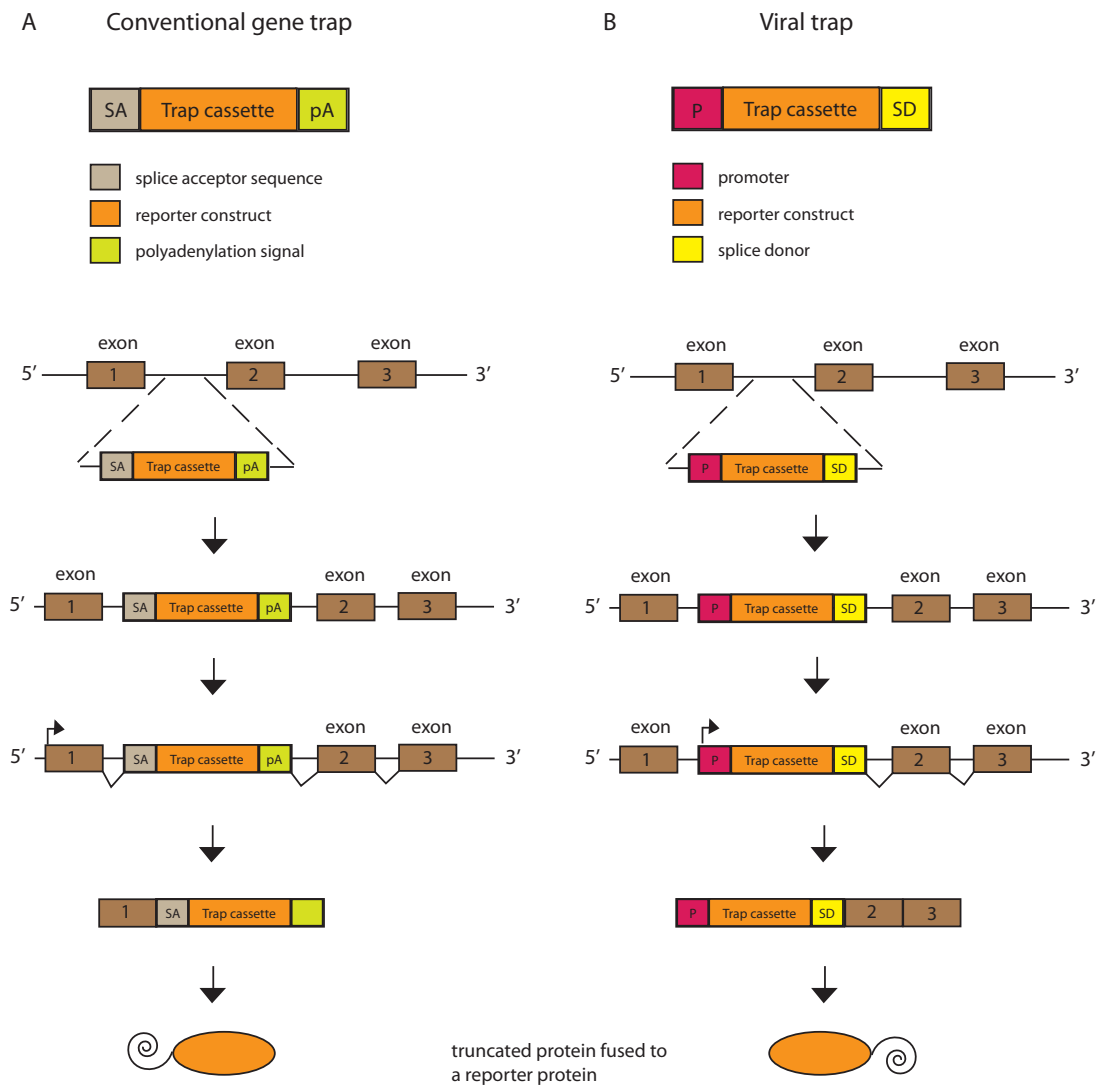 A Conventional gene trap
SA Trap cassette pA
splice acceptor sequence
reporter construct
polyadenylation signal
exon exon exon
5′ 1 2 3 3′
SA Trap cassette pA
exon exon exon
5′ 1 SA Trap cassette pA 2 3 3′
exon exon
5′ 1 SA Trap cassette pA 2 3 3′
1 SA Trap cassette
B Viral trap
P Trap cassette SD
promoter
reporter construct
splice donor
exon exon exon
5′ 1 2 3 3′
P Trap cassette SD
exon exon exon
5′ 1 P Trap cassette SD 2 3 3′
exon exon exon
5′ 1 P Trap cassette SD 2 3 3′
P Trap cassette SD 2 3
truncated protein fused to
a reporter protein